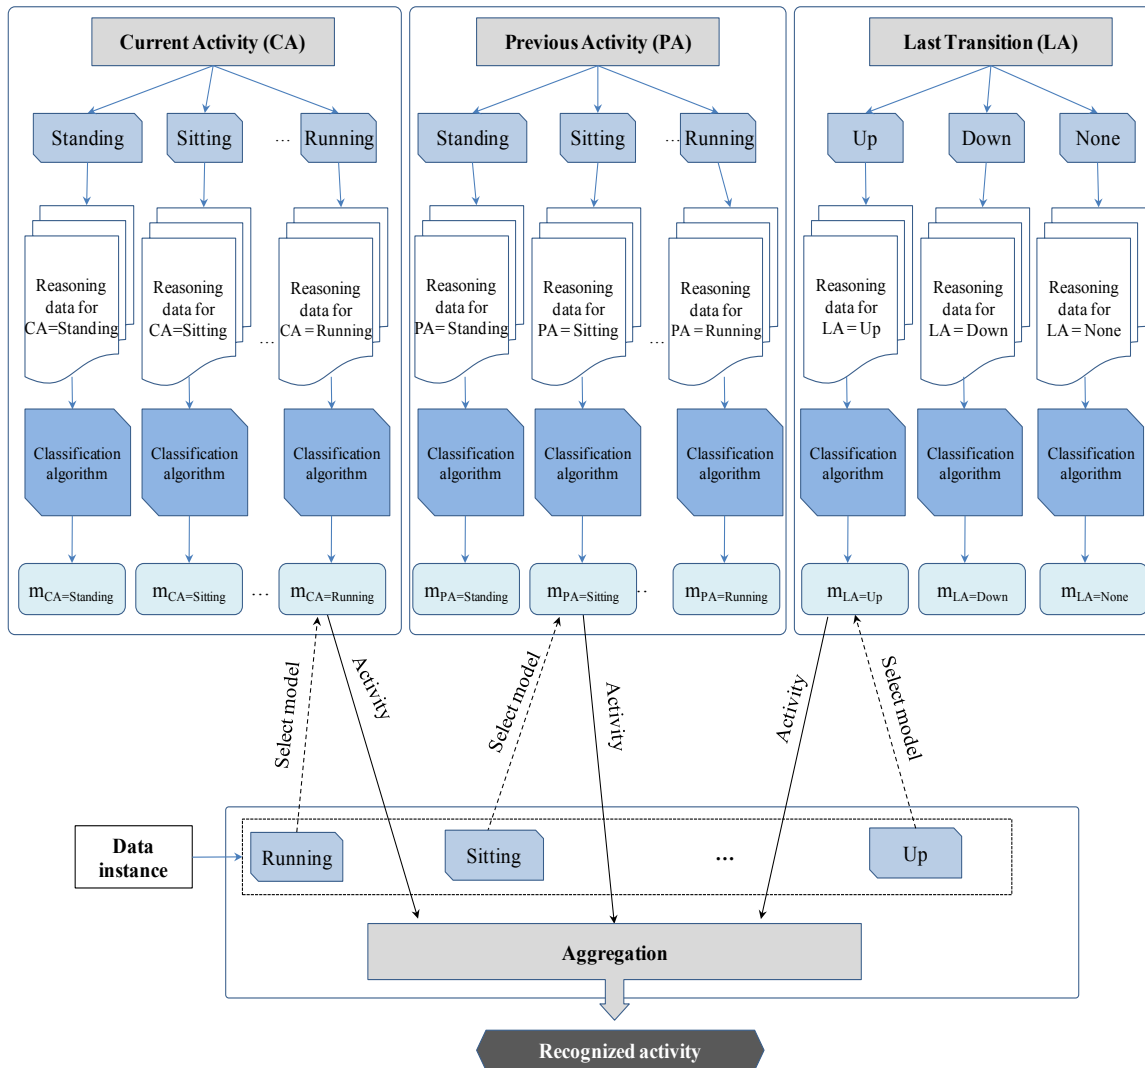 Current Activity (CA)
Previous Activity (PA)
Last Transition (LA)
Standing
Sitting
...
Running
Standing
Sitting
...
Running
Up
Down
None
Reasoning
data for
CA=Standing
Reasoning
data for
CA=Sitting
...
Reasoning
data for
CA=Running
Reasoning
data for
PA=Standing
Reasoning
data for
PA=Sitting
...
Reasoning
data for
PA=Running
Reasoning
data for
LA=Up
Reasoning
data for
LA=Down
Reasoning
data for
LA=None
Classification
algorithm
Classification
algorithm
Classification
algorithm
Classification
algorithm
Classification
algorithm
Classification
algorithm
Classification
algorithm
Classification
algorithm
Classification
algorithm
mCA=Standing
mCA=Sitting
...
mCA=Running
mPA=Standing
mPA=Sitting
..
mPA=Running
mLA=Up
mLA=Down
mLA=None
Select model
Activity
Select model
Activity
Activity
Select model
Data
instance
Running
Sitting
...
Up
Aggregation
Recognized activity